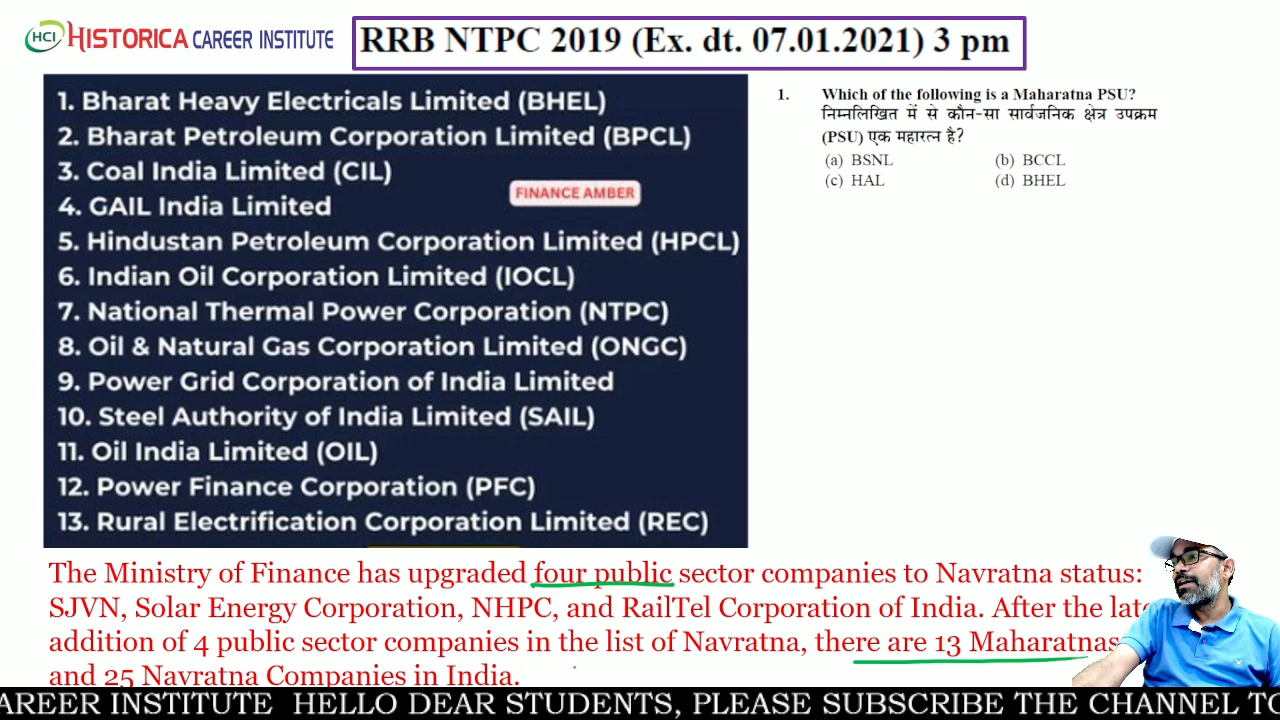 HCI HISTORICA CAREER INSTITUTE
RRB NTPC 2019 (Ex. dt. 07.01.2021) 3 pm
1. Bharat Heavy Electricals Limited (BHEL)
2. Bharat Petroleum Corporation Limited (BPCL)
3. Coal India Limited (CIL)
FINANCE AMBER
4. GAIL India Limited
5. Hindustan Petroleum Corporation Limited (HPCL)
6. Indian Oil Corporation Limited (IOCL)
7. National Thermal Power Corporation (NTPC)
8. Oil & Natural Gas Corporation Limited (ONGC)
9. Power Grid Corporation of India Limited
10. Steel Authority of India Limited (SAIL)
11. Oil India Limited (OIL)
12. Power Finance Corporation (PFC)
13. Rural Electrification Corporation Limited (REC)
1. Which of the following is a Maharatna PSU?
निम्नलिखित में से कौन-सा सार्वजनिक क्षेत्र उपक्रम
(PSU) एक महारत्न है?
(a) BSNL (b) BCCL
(c) HAL (d) BHEL
The Ministry of Finance has upgraded four public sector companies to Navratna status:
SJVN, Solar Energy Corporation, NHPC, and RailTel Corporation of India. After the
addition of 4 public sector companies in the list of Navratna, there are 13 Maharatnas
and 25 Navratna Companies in India.
CAREER INSTITUTE HELLO DEAR STUDENTS, PLEASE SUBSCRIBE THE CHANNEL